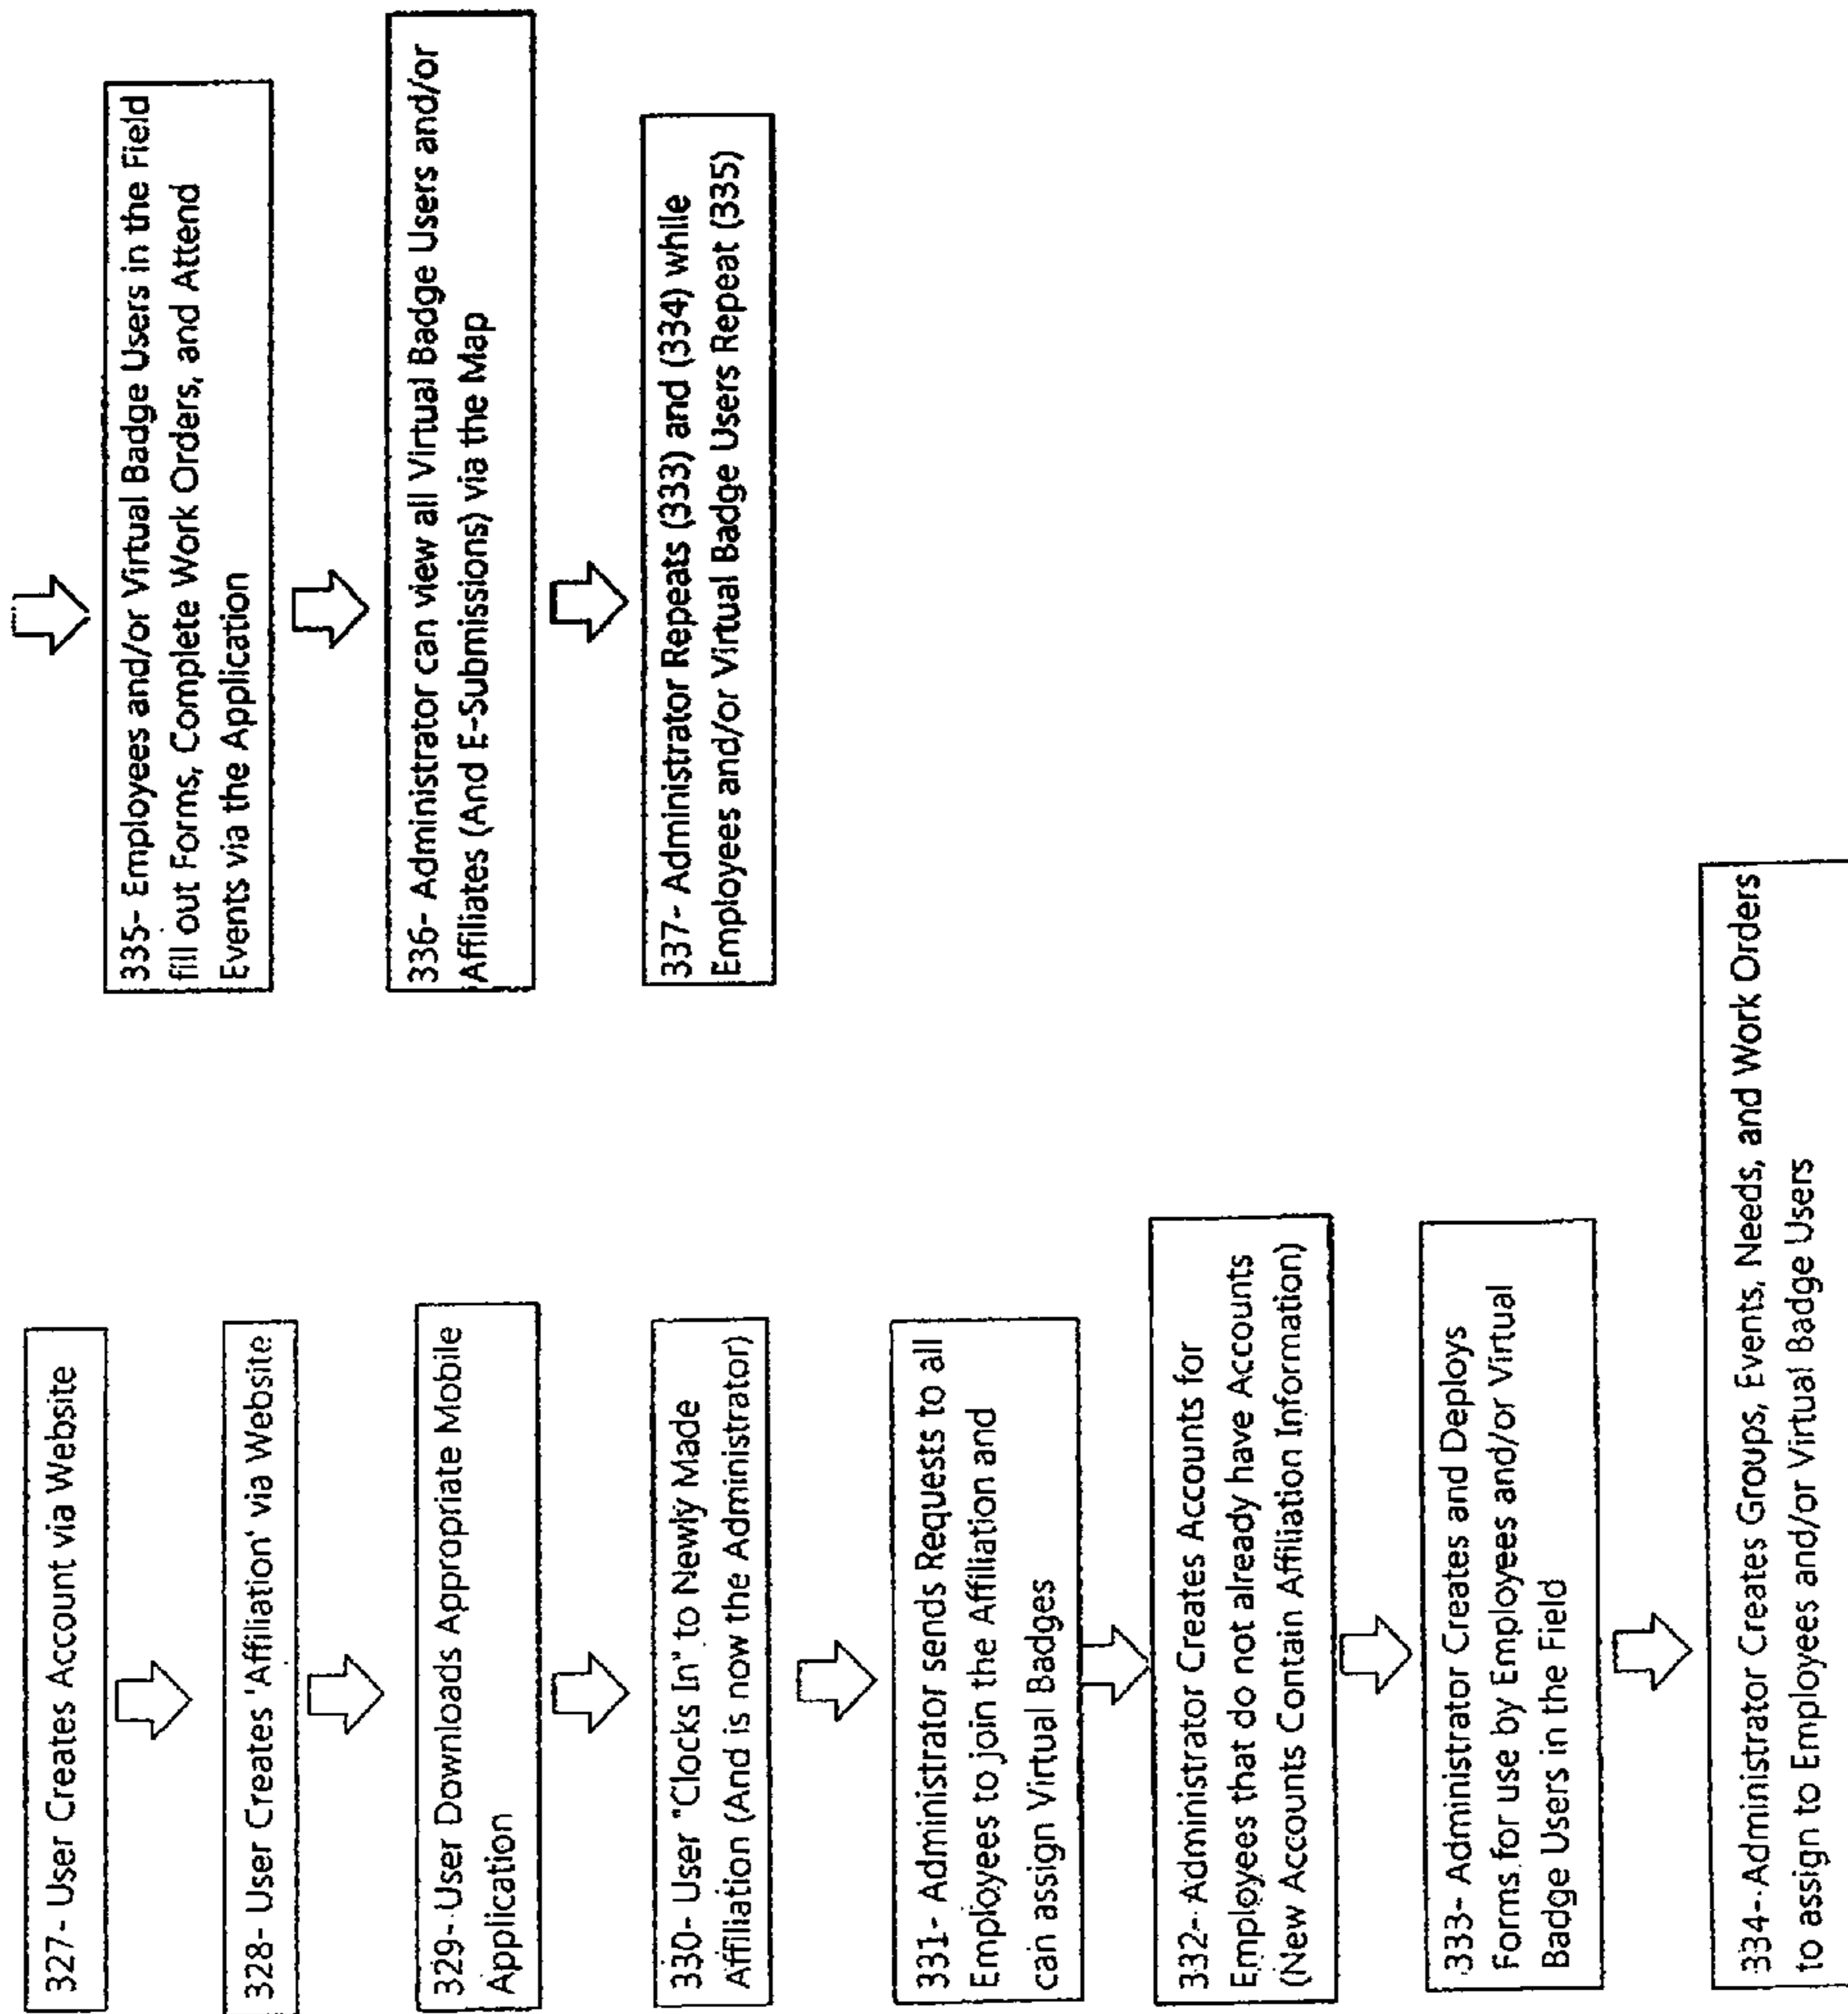 327- User Creates Account via Website
328- User Creates 'Affiliation' via Website
329- User Downloads Appropriate Mobile
Application
330- User "Clocks In" to Newly Made
Affiliation (And is now the Administrator)
331- Administrator sends Requests to all
Employees to join the Affiliation and
can assign Virtual Badges
332- Administrator Creates Accounts for
Employees that do not already have Accounts
(New Accounts Contain Affiliation Information)
333- Administrator Creates and Deploys
Forms for use by Employees and/or Virtual
Badge Users in the Field
334- Administrator Creates Groups, Events, Needs, and Work Orders
to assign to Employees and/or Virtual Badge Users
335- Employees and/or Virtual Badge Users in the Field
fill out Forms, Complete Work Orders, and Attend
Events via the Application
336- Administrator can view all Virtual Badge Users and/or
Affiliates (And E-Submissions) via the Map
337- Administrator Repeats (333) and (334) while
Employees and/or Virtual Badge Users Repeat (335)